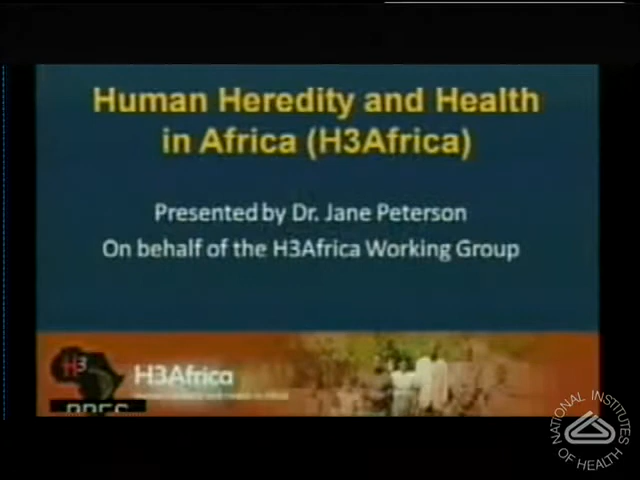 Human Heredity and Health
in Africa (H3Africa)
Presented by Dr. Jane Peterson
On behalf of the H3Africa Working Group
H3
H3Africa
NATIONAL INSTITUTES
OF HEALTH